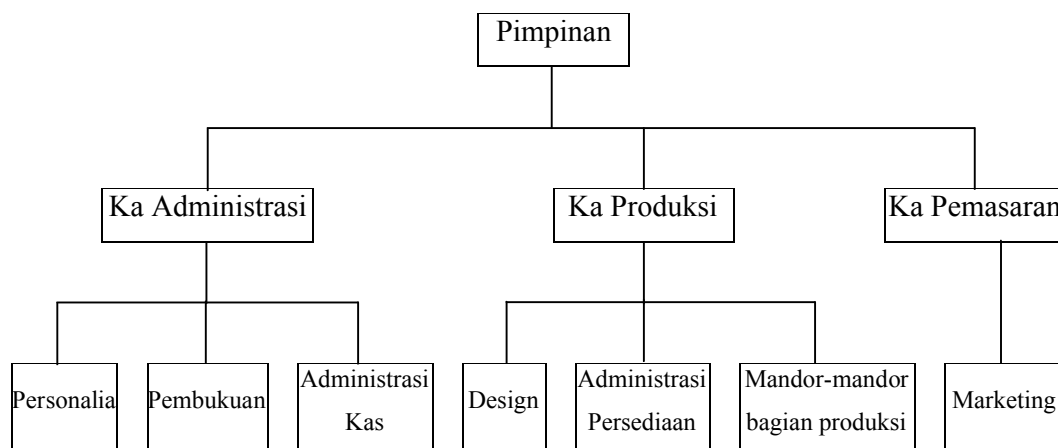 Pimpinan
Ka Administrasi
Ka Produksi
Ka Pemasaran
Personalia
Pembukuan
Administrasi
Kas
Design
Administrasi
Persediaan
Mandor-mandor
bagian produksi
Marketing